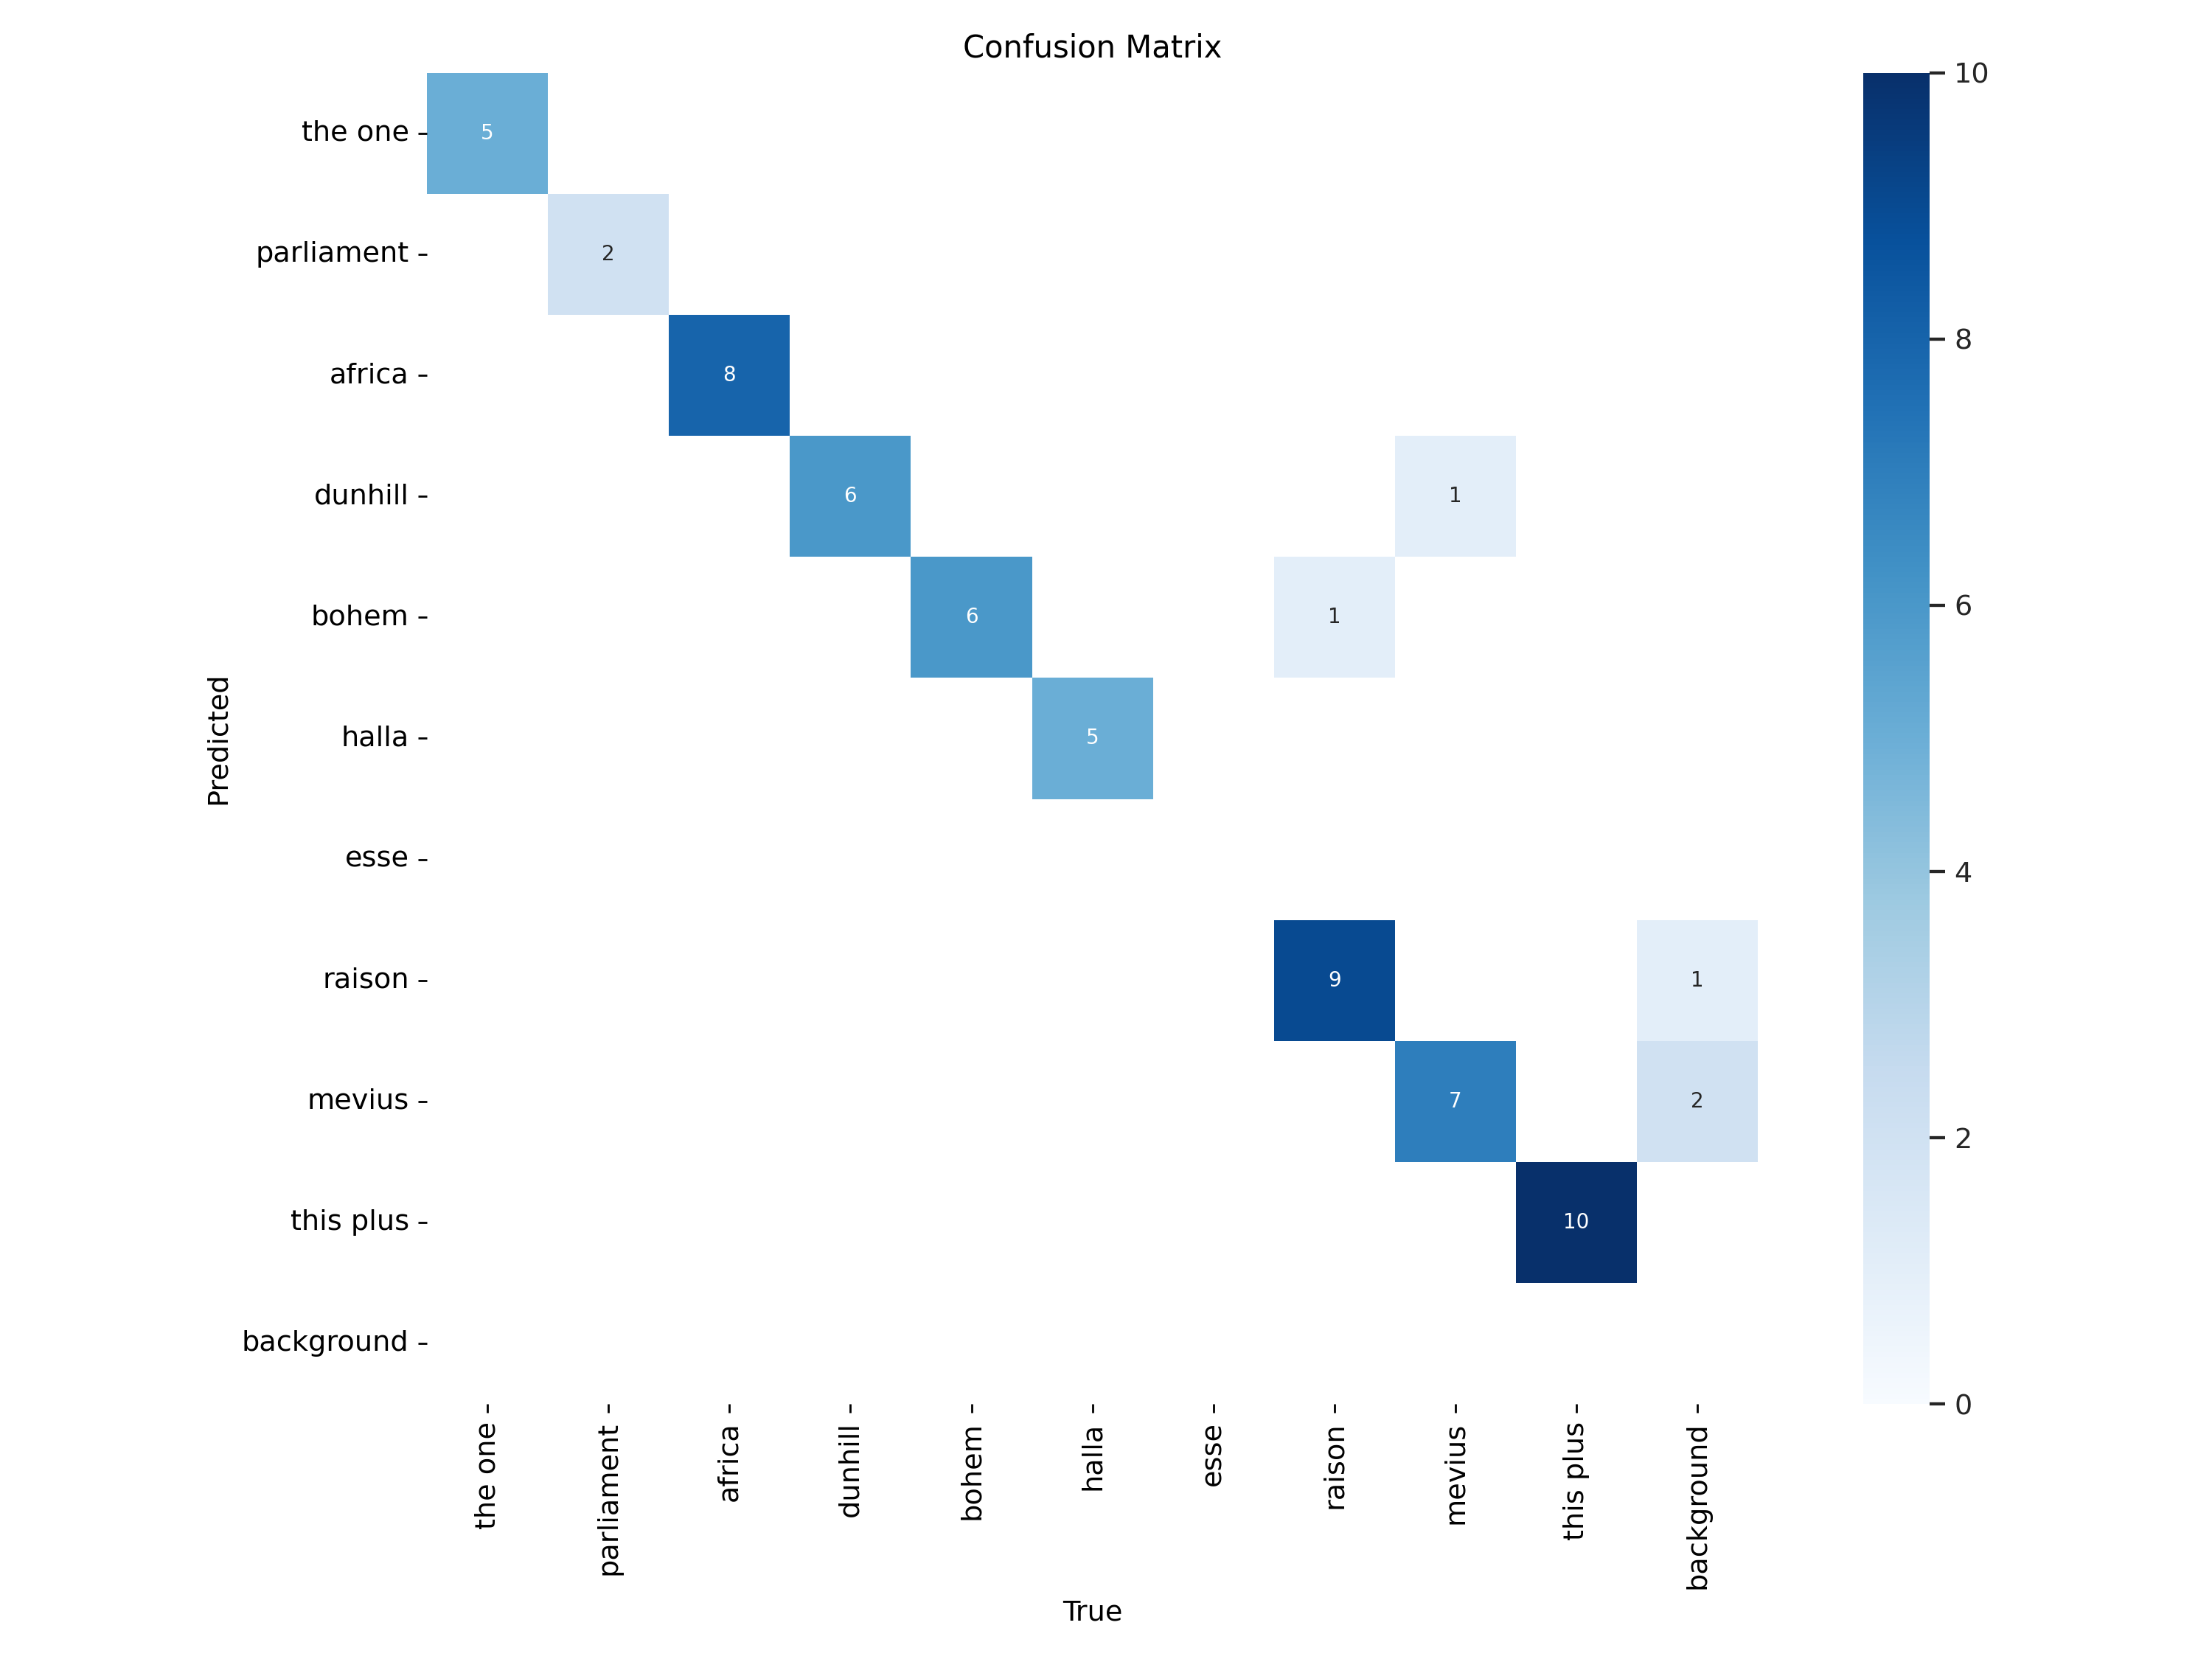 Confusion Matrix
the one
5
parliament
2
africa
8
dunhill
6
1
bohem
6
1
halla
5
esse
raison
9
1
mevius
7
2
this plus
10
background
Predicted
the one
parliament
africa
dunhill
bohem
halla
esse
raison
mevius
this plus
background
True
10
8
6
4
2
0